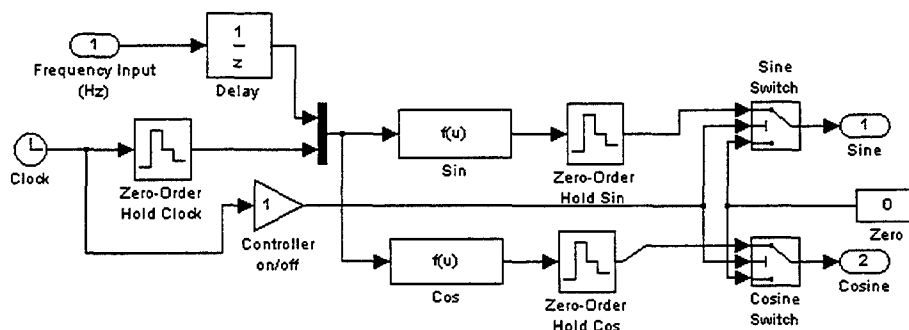 1
Frequency Input
(Hz)
1
z
Delay
Clock
Zero-Order
Hold Clock
1
Controller
on/off
f(u)
Sin
Zero-Order
Hold Sin
f(u)
Cos
Zero-Order
Hold Cos
Sine
Switch
1
Sine
0
Zero
2
Cosine
Cosine
Switch